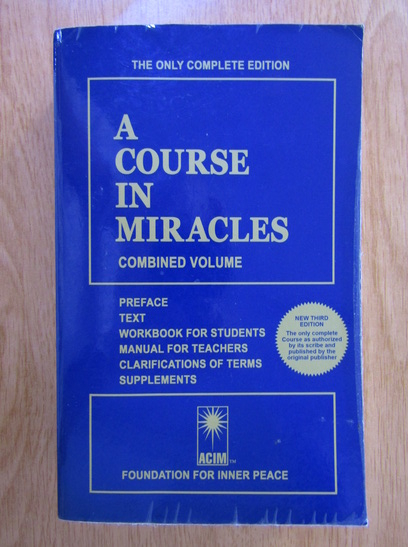 THE ONLY COMPLETE EDITION
A
COURSE
IN
MIRACLES
COMBINED VOLUME
PREFACE
TEXT
WORKBOOK FOR STUDENTS
MANUAL FOR TEACHERS
CLARIFICATIONS OF TERMS
SUPPLEMENTS
NEW THIRD
EDITION
The only complete
Course as authorized
by its scribe and
published by the
original publisher
ACIM™
FOUNDATION FOR INNER PEACE